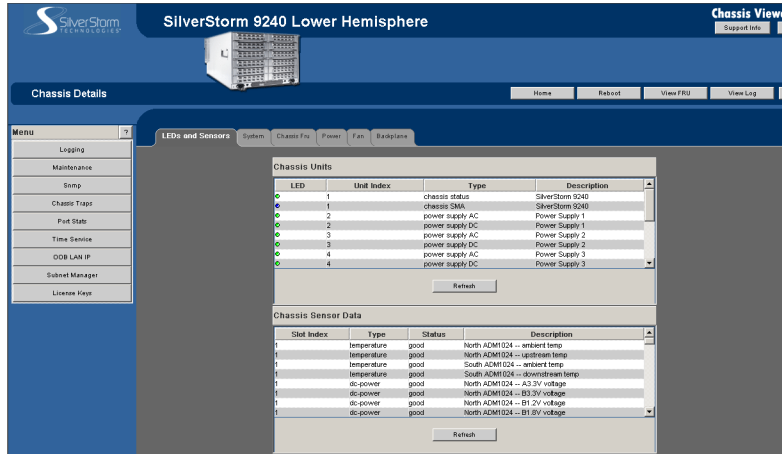 SilverStorm
TECHNOLOGIES
SilverStorm 9240 Lower Hemisphere
Chassis View
Support Info
Chassis Details
Home Reboot View FRU View Log
Menu ?
Logging
Maintenance
Snmp
Chassis Traps
Port Stats
Time Service
OOB LAN IP
Subnet Manager
License Keys
LEDs and Sensors System Chassis Fru Power Fan Backplane
Chassis Units
LED Unit Index Type Description
1 chassis status SilverStorm 9240
1 chassis SMA SilverStorm 9240
2 power supply AC Power Supply 1
2 power supply DC Power Supply 1
3 power supply AC Power Supply 2
3 power supply DC Power Supply 2
4 power supply AC Power Supply 3
4 power supply DC Power Supply 3
Refresh
Chassis Sensor Data
Slot Index Type Status Description
1 temperature good North ADM1024 -- ambient temp
1 temperature good North ADM1024 -- upstream temp
1 temperature good South ADM1024 -- ambient temp
1 temperature good South ADM1024 -- downstream temp
1 dc-power good North ADM1024 -- A3.3V voltage
1 dc-power good North ADM1024 -- B3.3V voltage
1 dc-power good North ADM1024 -- B1.2V voltage
1 dc-power good North ADM1024 -- B1.8V voltage
Refresh